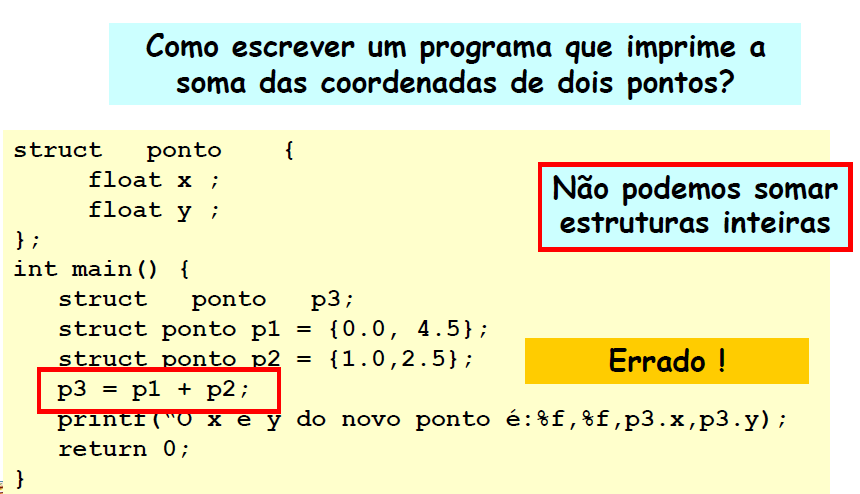 Como escrever um programa que imprime a
soma das coordenadas de dois pontos?
struct   ponto    {
     float x ;
     float y ;
};
int main() {
   struct   ponto   p3;
   struct ponto p1 = {0.0, 4.5};
   struct ponto p2 = {1.0,2.5};
   p3 = p1 + p2;
   printf(“O x e y do novo ponto é:%f,%f,p3.x,p3.y);
   return 0;
}
Não podemos somar
estruturas inteiras
Errado !